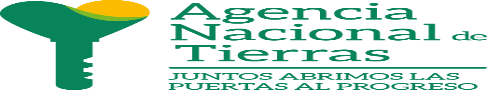 Agencia
Nacional de
Tierras
JUNTOS ABRIMOS LAS
PUERTAS AL PROGRESO